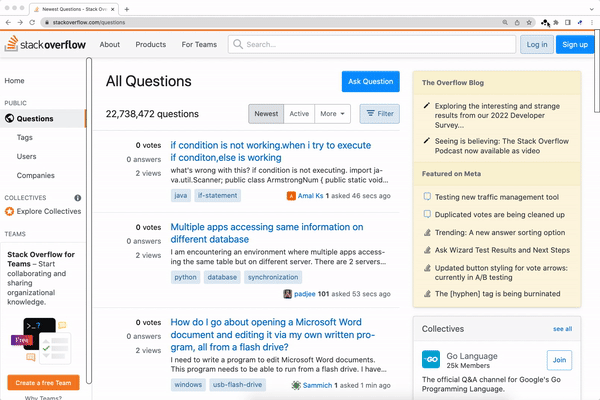 Newest Questions - Stack Ove
stackoverflow.com/questions
stackoverflow
About
Products
For Teams
Search...
Log in
Sign up
Home
PUBLIC
Questions
Tags
Users
Companies
COLLECTIVES
Explore Collectives
TEAMS
Stack Overflow for
Teams – Start
collaborating and
sharing
organizational
knowledge.
Free
Create a free Team
Why Teams?
All Questions
Ask Question
22,738,472 questions
Newest
Active
More
Filter
0 votes
0 answers
2 views
if condition is not working.when i try to execute
if conditon,else is working
what's wrong with this? if condition is not executing. import ja-
va.util.Scanner; public class ArmstrongNum { public static void...
java
if-statement
Amal Ks 1 asked 46 secs ago
0 votes
0 answers
2 views
Multiple apps accessing same information on
different database
I am encountering an environment where multiple apps access-
ing the same table but on different server. There are 2 servers...
python
database
synchronization
padjee 101 asked 53 secs ago
0 votes
0 answers
2 views
How do I go about opening a Microsoft Word
document and editing it via my own written pro-
gram, all from a flash drive?
I need to write a program to edit Microsoft Word documents.
This program needs to be able to run from a flash drive. I have...
windows
usb-flash-drive
Sammich 1 asked 1 min ago
The Overflow Blog
Exploring the interesting and strange
results from our 2022 Developer
Survey...
Seeing is believing: The Stack Overflow
Podcast now available as video
Featured on Meta
Testing new traffic management tool
Duplicated votes are being cleaned up
Trending: A new answer sorting option
Ask Wizard Test Results and Next Steps
Updated button styling for vote arrows:
currently in A/B testing
The [hyphen] tag is being burninated
Collectives
see all
GO
Go Language
25k Members
Join
The official Q&A channel for Google's Go
Programming Language.